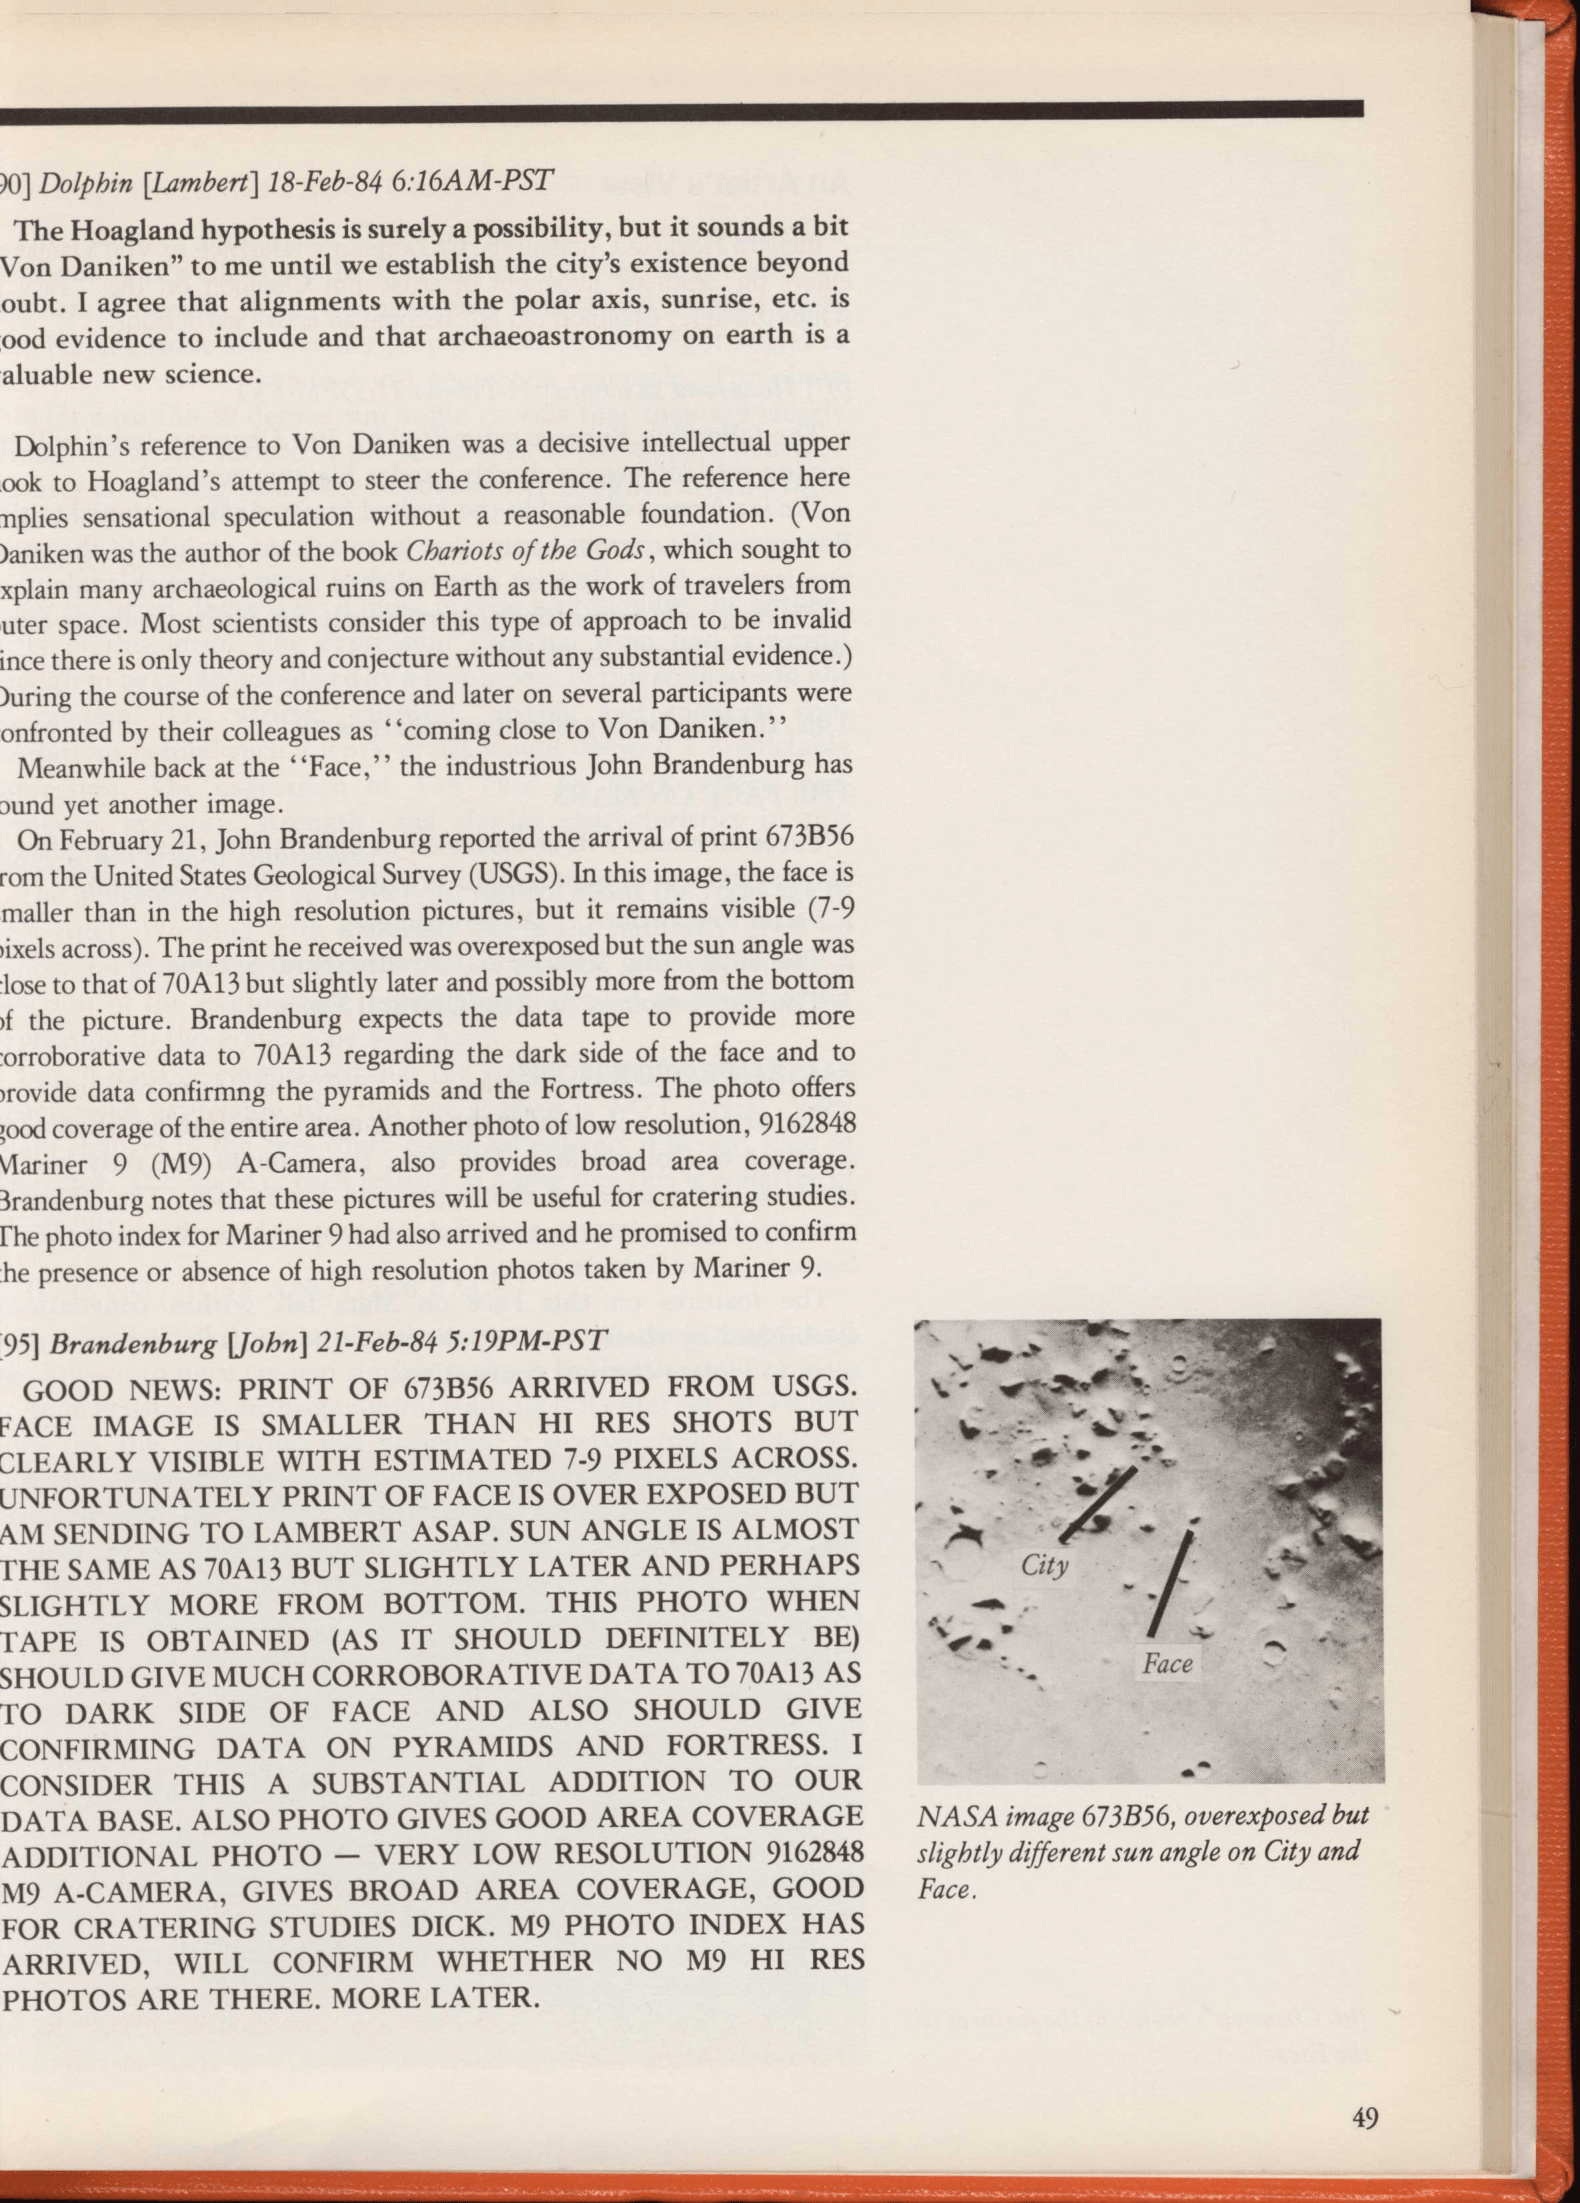 90] Dolphin [Lambert] 18-Feb-84 6:16AM-PST
The Hoagland hypothesis is surely a possibility, but it sounds a bit
Von Daniken” to me until we establish the city’s existence beyond
oubt. I agree that alignments with the polar axis, sunrise, etc. is
ood evidence to include and that archaeoastronomy on earth is a
aluable new science.
Dolphin’s reference to Von Daniken was a decisive intellectual upper
ook to Hoagland’s attempt to steer the conference. The reference here
mplies sensational speculation without a reasonable foundation. (Von
Daniken was the author of the book Chariots of the Gods, which sought to
xplain many archaeological ruins on Earth as the work of travelers from
uter space. Most scientists consider this type of approach to be invalid
ince there is only theory and conjecture without any substantial evidence.)
During the course of the conference and later on several participants were
onfronted by their colleagues as ‘‘coming close to Von Daniken.’’
Meanwhile back at the ‘‘Face,’’ the industrious John Brandenburg has
ound yet another image.
On February 21, John Brandenburg reported the arrival of print 673B56
rom the United States Geological Survey (USGS). In this image, the face is
maller than in the high resolution pictures, but it remains visible (7-9
pixels across). The print he received was overexposed but the sun angle was
close to that of 70A13 but slightly later and possibly more from the bottom
of the picture. Brandenburg expects the data tape to provide more
corroborative data to 70A13 regarding the dark side of the face and to
provide data confirmng the pyramids and the Fortress. The photo offers
good coverage of the entire area. Another photo of low resolution, 9162848
Mariner 9 (M9) A-Camera, also provides broad area coverage.
Brandenburg notes that these pictures will be useful for cratering studies.
The photo index for Mariner 9 had also arrived and he promised to confirm
the presence or absence of high resolution photos taken by Mariner 9.
[95] Brandenburg [John] 21-Feb-84 5:19PM-PST
GOOD NEWS: PRINT OF 673B56 ARRIVED FROM USGS.
FACE IMAGE IS SMALLER THAN HI RES SHOTS BUT
CLEARLY VISIBLE WITH ESTIMATED 7-9 PIXELS ACROSS.
UNFORTUNATELY PRINT OF FACE IS OVER EXPOSED BUT
AM SENDING TO LAMBERT ASAP. SUN ANGLE IS ALMOST
THE SAME AS 70A13 BUT SLIGHTLY LATER AND PERHAPS
SLIGHTLY MORE FROM BOTTOM. THIS PHOTO WHEN
TAPE IS OBTAINED (AS IT SHOULD DEFINITELY BE)
SHOULD GIVE MUCH CORROBORATIVE DATA TO 70A13 AS
TO DARK SIDE OF FACE AND ALSO SHOULD GIVE
CONFIRMING DATA ON PYRAMIDS AND FORTRESS. I
CONSIDER THIS A SUBSTANTIAL ADDITION TO OUR
DATA BASE. ALSO PHOTO GIVES GOOD AREA COVERAGE
ADDITIONAL PHOTO — VERY LOW RESOLUTION 9162848
M9 A-CAMERA, GIVES BROAD AREA COVERAGE, GOOD
FOR CRATERING STUDIES DICK. M9 PHOTO INDEX HAS
ARRIVED, WILL CONFIRM WHETHER NO M9 HI RES
PHOTOS ARE THERE. MORE LATER.
City
Face
NASA image 673B56, overexposed but
slightly different sun angle on City and
Face.
49